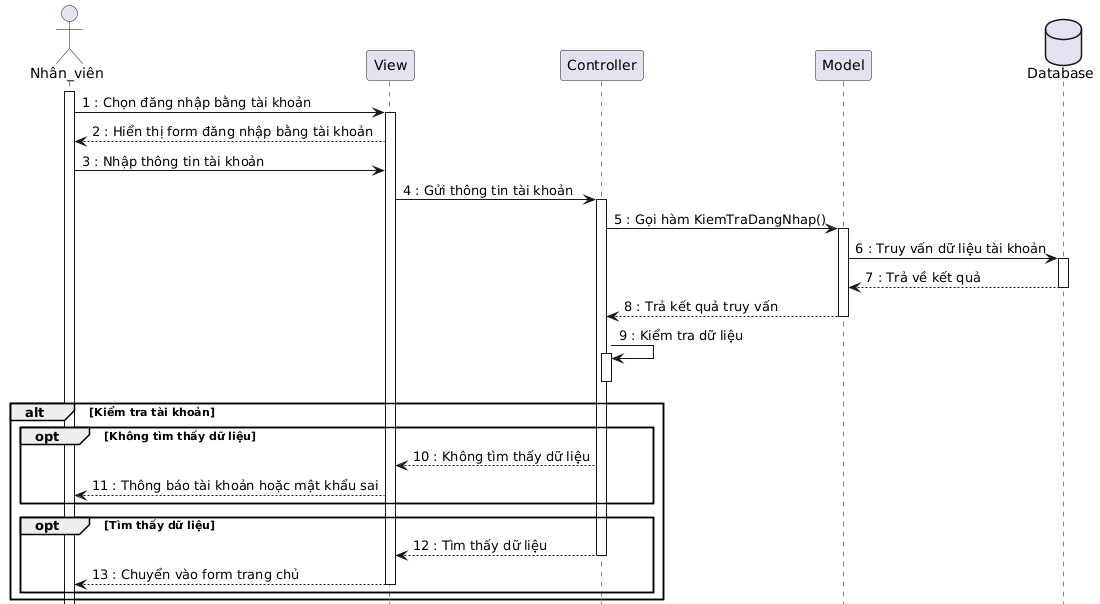 Nhân_viên
View
Controller
Model
Database
1 : Chọn đăng nhập bằng tài khoản
2 : Hiển thị form đăng nhập bằng tài khoản
3 : Nhập thông tin tài khoản
4 : Gửi thông tin tài khoản
5 : Gọi hàm KiemTraDangNhap()
6 : Truy vấn dữ liệu tài khoản
7 : Trả về kết quả
8 : Trả kết quả truy vấn
9 : Kiểm tra dữ liệu
alt [Kiểm tra tài khoản]
opt [Không tìm thấy dữ liệu]
10 : Không tìm thấy dữ liệu
11 : Thông báo tài khoản hoặc mật khẩu sai
opt [Tìm thấy dữ liệu]
12 : Tìm thấy dữ liệu
13 : Chuyển vào form trang chủ